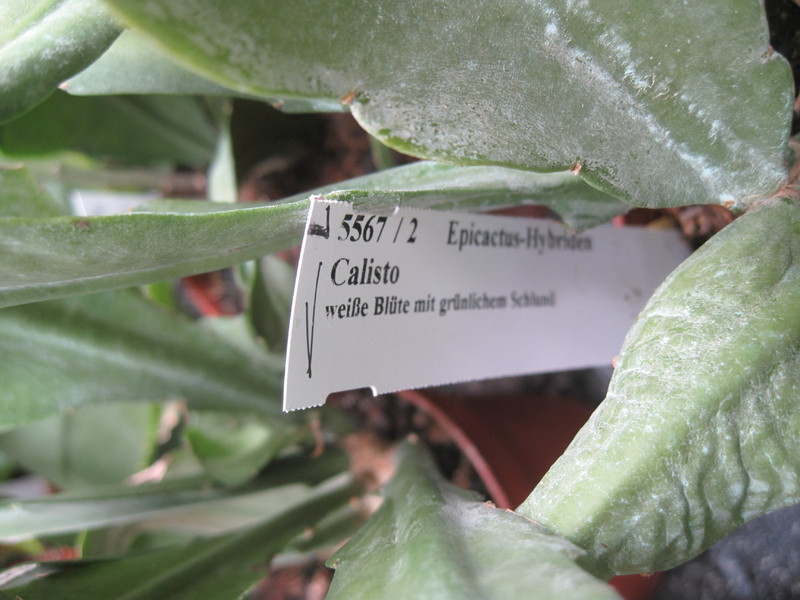 5567 / 2 Epicactus-Hybriden
Calisto
weiße Blüte mit grünlichem Schlund